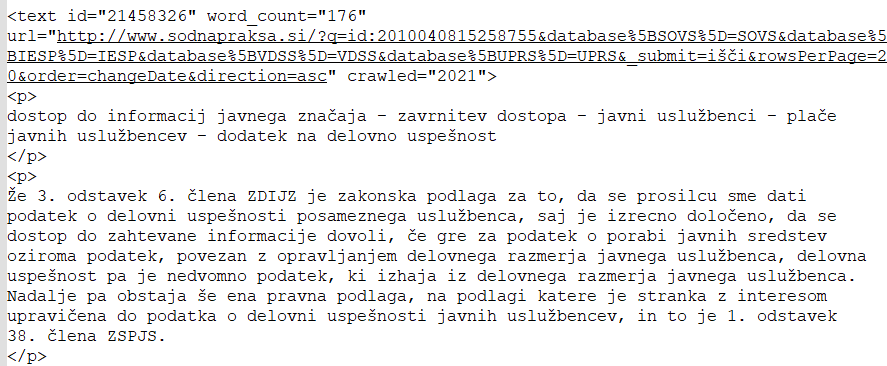 <text id="21458326" word_count="176"
url="http://www.sodnapraksa.si/?q=id:2010040815258755&database%5BSOVS%5D=SOVS&database%5
BIESP%5D=IESP&database%5BVDSS%5D=VDSS&database%5BUPRS%5D=UPRS&_submit=išči&rowsPerPage=2
0&order=changeDate&direction=asc" crawled="2021">
<p>
dostop do informacij javnega značaja – zavrnitev dostopa – javni uslužbenci – plače
javnih uslužbencev – dodatek na delovno uspešnost
</p>
<p>
Že 3. odstavek 6. člena ZDIJZ je zakonska podlaga za to, da se prosilcu sme dati
podatek o delovni uspešnosti posameznega uslužbenca, saj je izrecno določeno, da se
dostop do zahtevane informacije dovoli, če gre za podatek o porabi javnih sredstev
oziroma podatek, povezan z opravljanjem delovnega razmerja javnega uslužbenca, delovna
uspešnost pa je nedvomno podatek, ki izhaja iz delovnega razmerja javnega uslužbenca.
Nadalje pa obstaja še ena pravna podlaga, na podlagi katere je stranka z interesom
upravičena do podatka o delovni uspešnosti javnih uslužbencev, in to je 1. odstavek
38. člena ZSPJS.
</p>